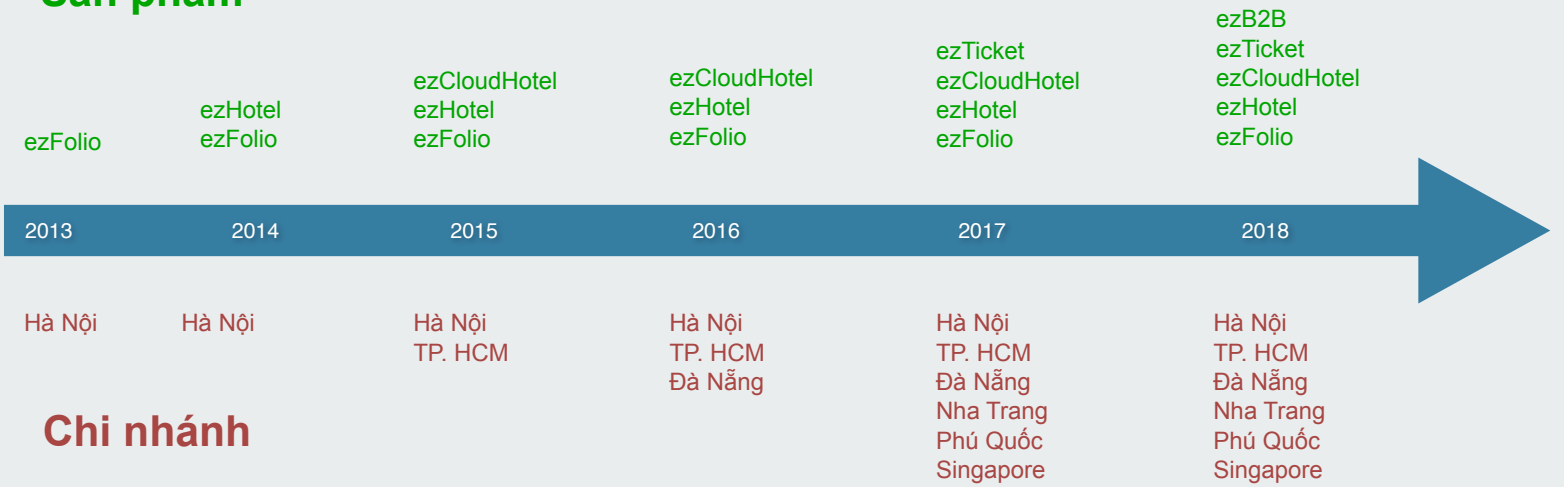 Sản phẩm
ezFolio
ezHotel
ezFolio
ezCloudHotel
ezHotel
ezFolio
ezCloudHotel
ezHotel
ezFolio
ezTicket
ezCloudHotel
ezHotel
ezFolio
ezB2B
ezTicket
ezCloudHotel
ezHotel
ezFolio
2013
2014
2015
2016
2017
2018
Hà Nội
Hà Nội
Hà Nội
TP. HCM
Hà Nội
TP. HCM
Đà Nẵng
Hà Nội
TP. HCM
Đà Nẵng
Nha Trang
Phú Quốc
Singapore
Hà Nội
TP. HCM
Đà Nẵng
Nha Trang
Phú Quốc
Singapore
Chi nhánh